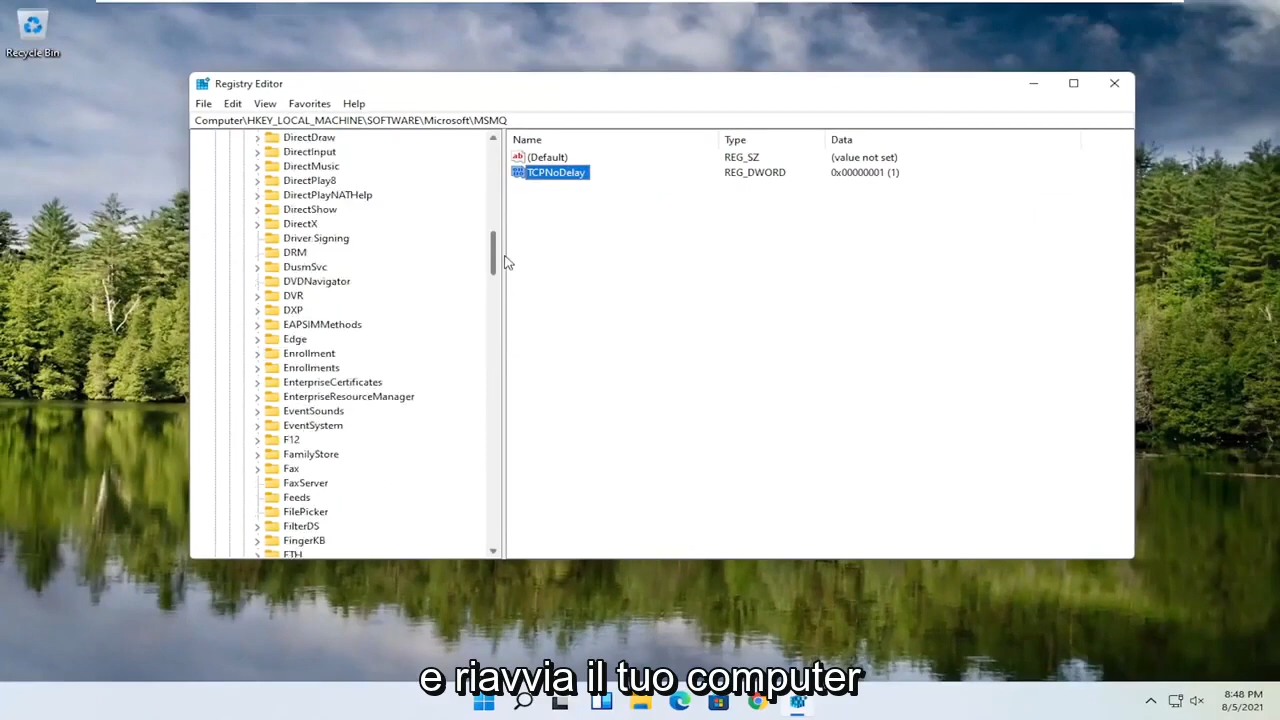 Recycle Bin
Registry Editor
File Edit View Favorites Help
Computer\HKEY_LOCAL_MACHINE\SOFTWARE\Microsoft\MSMQ
DirectDraw
DirectInput
DirectMusic
DirectPlay8
DirectPlayNATHelp
DirectShow
DirectX
Driver Signing
DRM
DusmSvc
DVDNavigator
DVR
DXP
EAPSIMMethods
Edge
Enrollment
Enrollments
EnterpriseCertificates
EnterpriseResourceManager
EventSounds
EventSystem
F12
FamilyStore
Fax
FaxServer
Feeds
FilePicker
FilterDS
FingerKB
FTH
Name Type Data
(Default) REG_SZ (value not set)
TCPNoDelay REG_DWORD 0x00000001 (1)
e riavvia il tuo computer
8:48 PM
8/5/2021